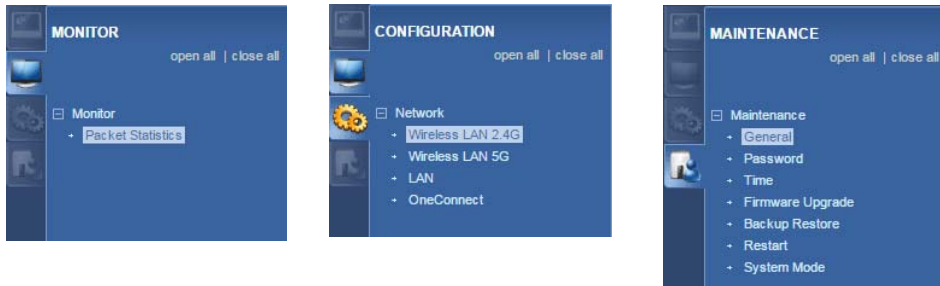 MONITOR
open all | close all
Monitor
Packet Statistics
CONFIGURATION
open all | close all
Network
Wireless LAN 2.4G
Wireless LAN 5G
LAN
OneConnect
MAINTENANCE
open all | close all
Maintenance
General
Password
Time
Firmware Upgrade
Backup Restore
Restart
System Mode